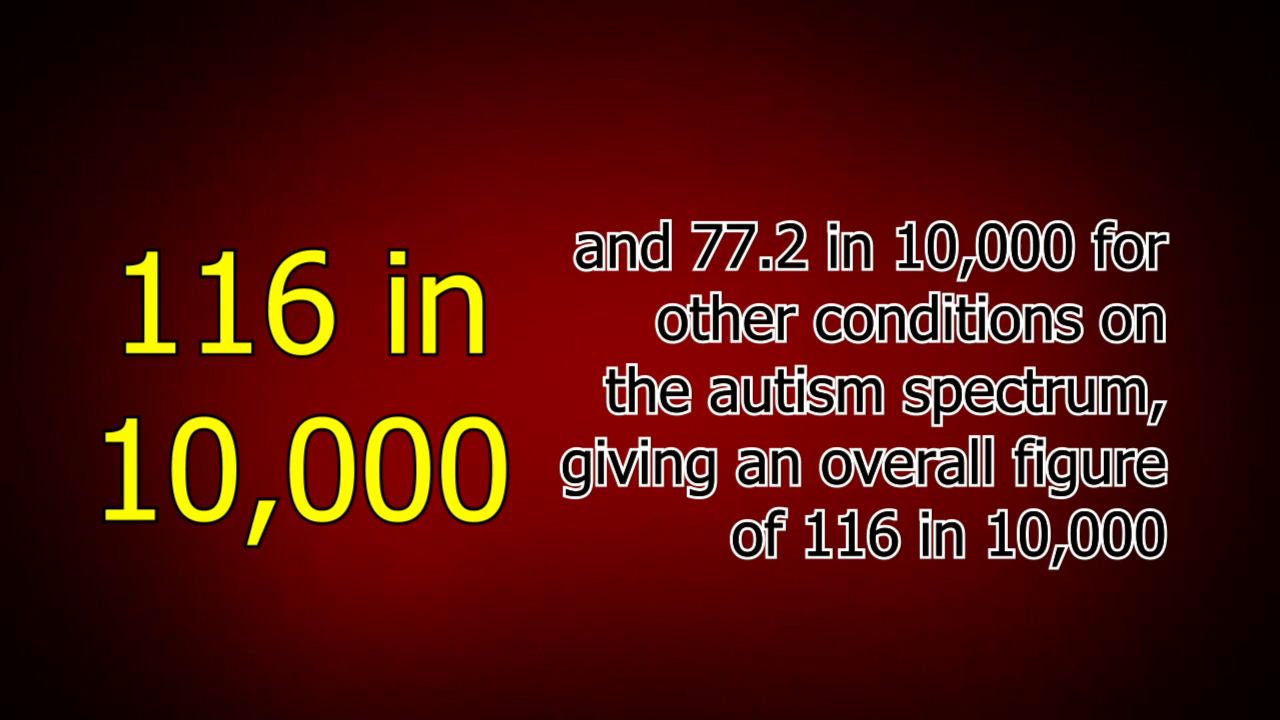 116 in
10,000
and 77.2 in 10,000 for
other conditions on
the autism spectrum,
giving an overall figure
of 116 in 10,000